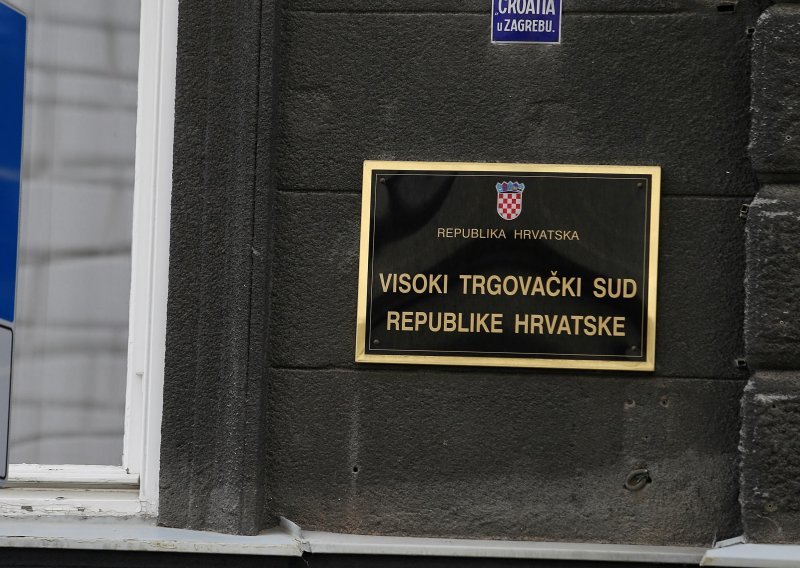 „CROATIA
U ZAGREBU.
REPUBLIKA HRVATSKA
VISOKI TRGOVAČKI SUD
REPUBLIKE HRVATSKE